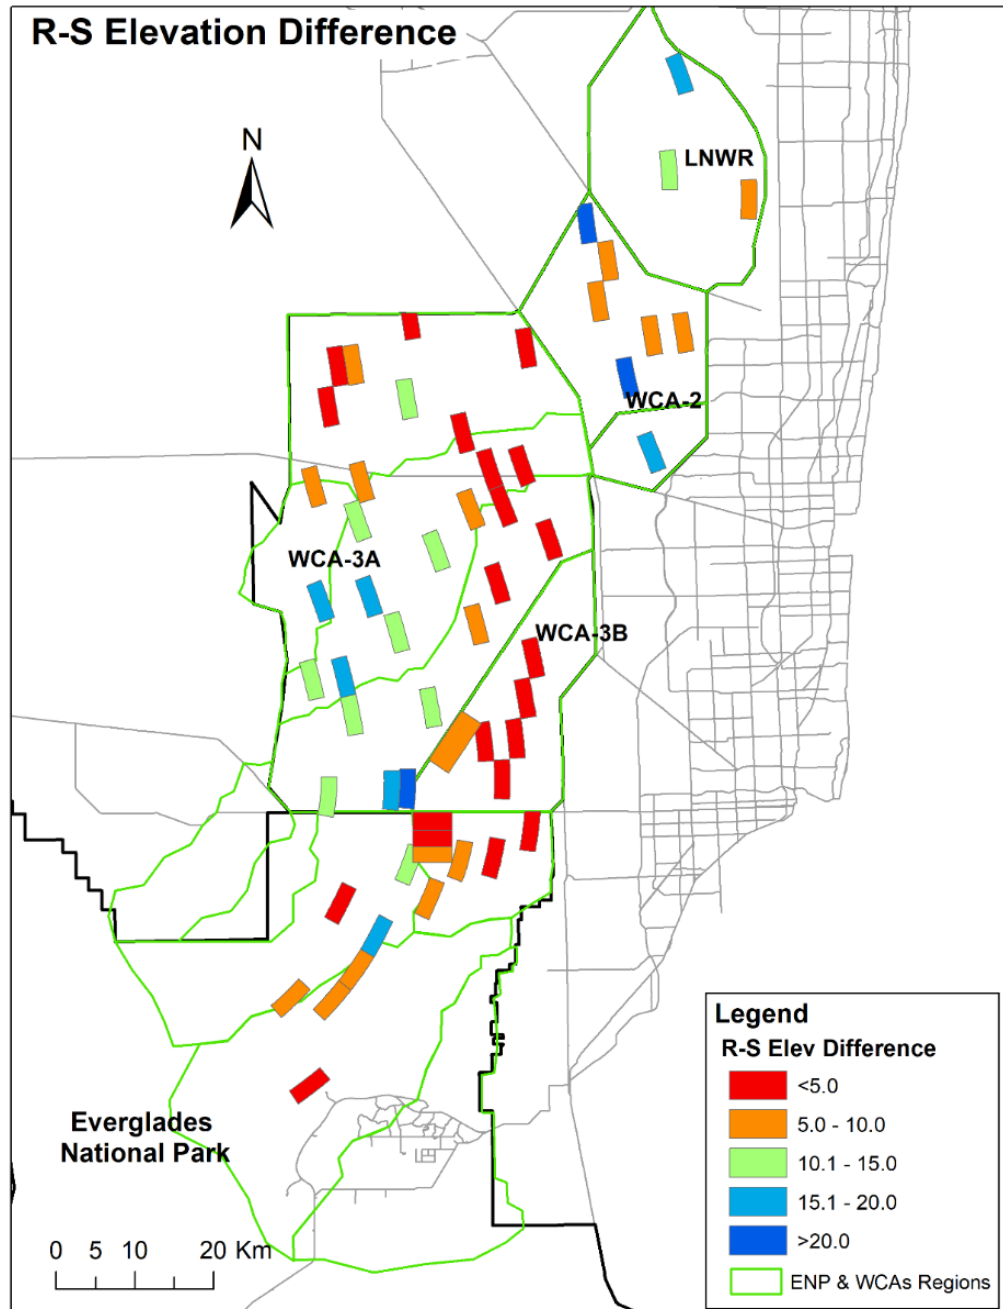 R-S Elevation Difference
N
LNWR
WCA-2
WCA-3A
WCA-3B
Everglades
National Park
0 5 10 20 Km
Legend
R-S Elev Difference
<5.0
5.0 - 10.0
10.1 - 15.0
15.1 - 20.0
>20.0
ENP & WCAs Regions